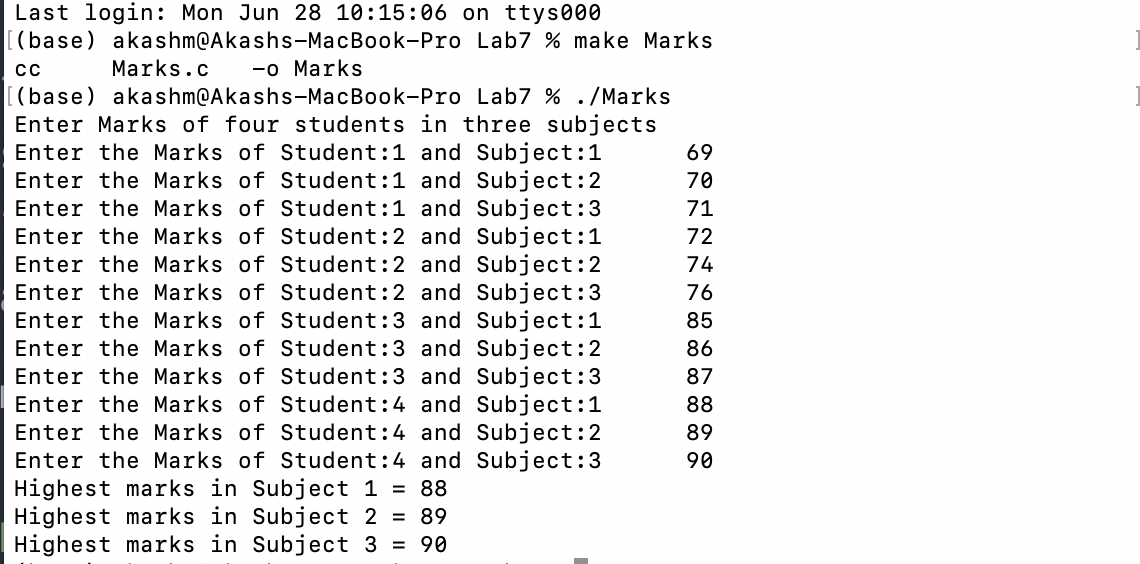 Last login: Mon Jun 28 10:15:06 on ttys000
[(base) akashm@Akashs-MacBook-Pro Lab7 % make Marks ]
cc     Marks.c   -o Marks
[(base) akashm@Akashs-MacBook-Pro Lab7 % ./Marks ]
Enter Marks of four students in three subjects
Enter the Marks of Student:1 and Subject:1      69
Enter the Marks of Student:1 and Subject:2      70
Enter the Marks of Student:1 and Subject:3      71
Enter the Marks of Student:2 and Subject:1      72
Enter the Marks of Student:2 and Subject:2      74
Enter the Marks of Student:2 and Subject:3      76
Enter the Marks of Student:3 and Subject:1      85
Enter the Marks of Student:3 and Subject:2      86
Enter the Marks of Student:3 and Subject:3      87
Enter the Marks of Student:4 and Subject:1      88
Enter the Marks of Student:4 and Subject:2      89
Enter the Marks of Student:4 and Subject:3      90
Highest marks in Subject 1 = 88
Highest marks in Subject 2 = 89
Highest marks in Subject 3 = 90